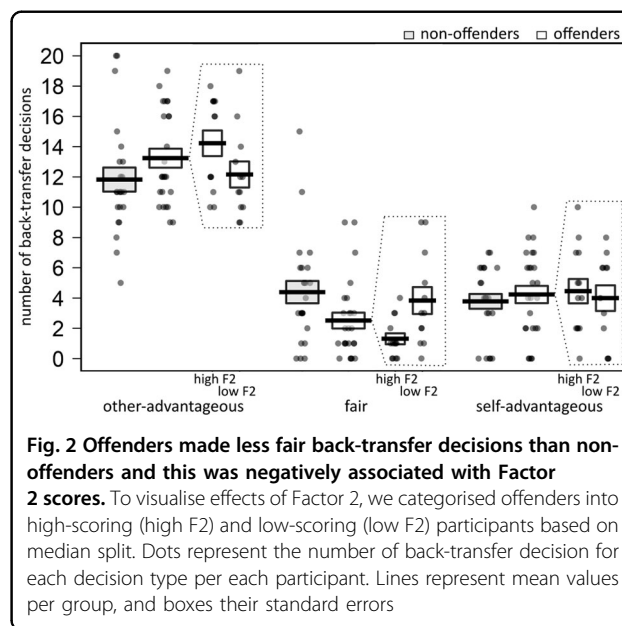 non-offenders offenders
20
18
16
14
12
10
8
6
4
2
0
number of back-transfer decisions
high F2 high F2 high F2
low F2 low F2 low F2
other-advantageous fair self-advantageous
Fig. 2 Offenders made less fair back-transfer decisions than non-
offenders and this was negatively associated with Factor
2 scores. To visualise effects of Factor 2, we categorised offenders into
high-scoring (high F2) and low-scoring (low F2) participants based on
median split. Dots represent the number of back-transfer decision for
each decision type per each participant. Lines represent mean values
per group, and boxes their standard errors